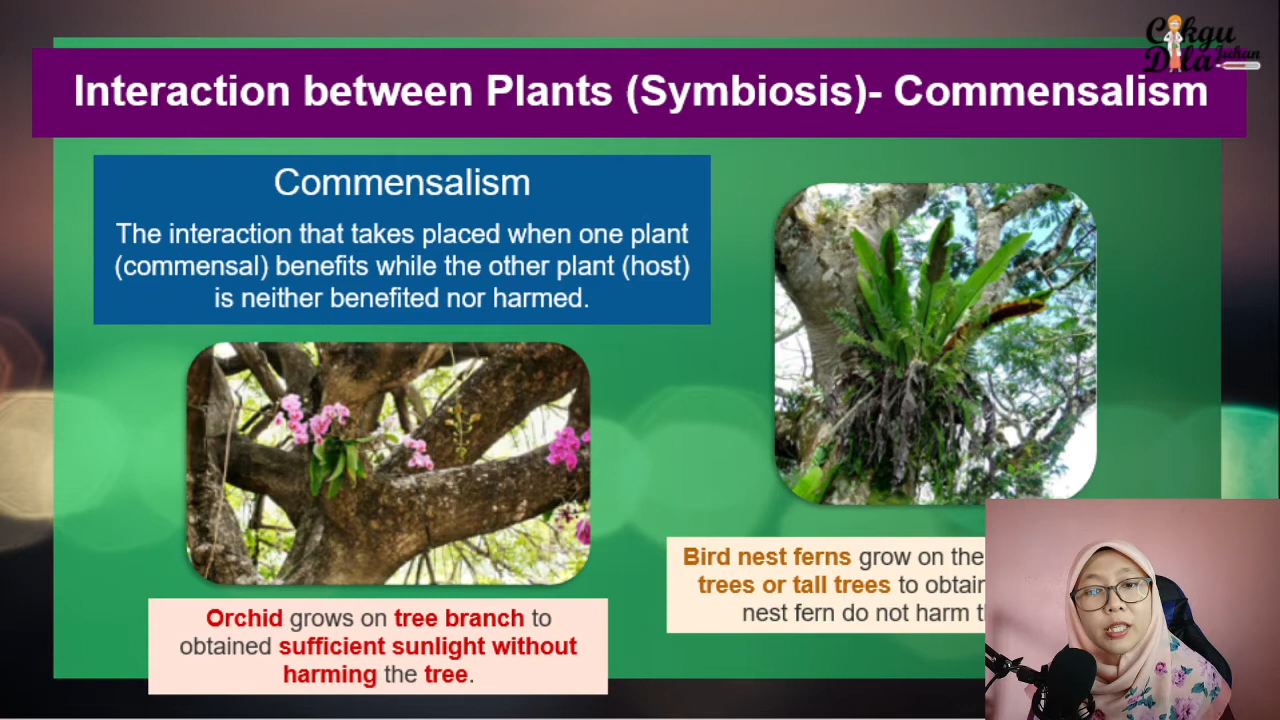 Cikgu
Dila Juhan
Interaction between Plants (Symbiosis)- Commensalism
Commensalism
The interaction that takes placed when one plant
(commensal) benefits while the other plant (host)
is neither benefited nor harmed.
Orchid grows on tree branch to
obtained sufficient sunlight without
harming the tree.
Bird nest ferns grow on the
trees or tall trees to obtain
nest fern do not harm